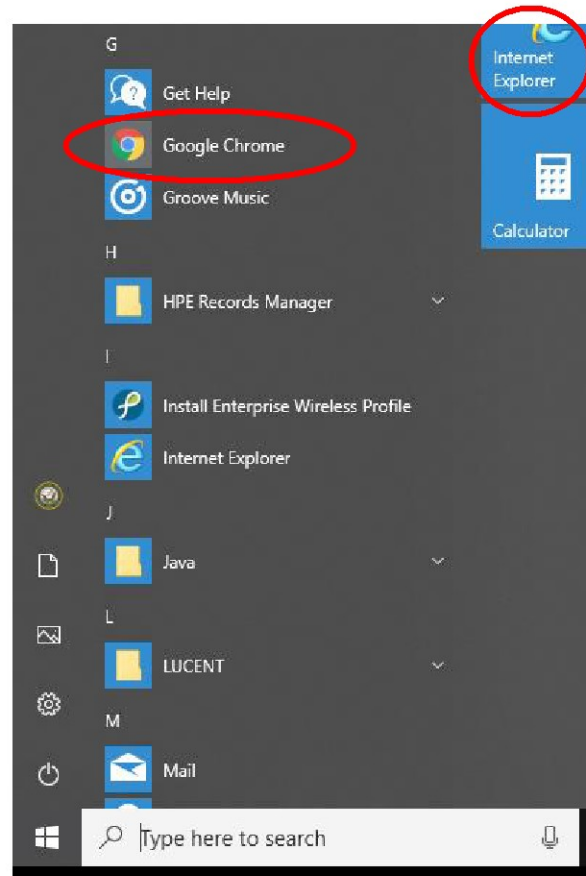 G
Get Help
Google Chrome
Groove Music
H
HPE Records Manager
I
Install Enterprise Wireless Profile
Internet Explorer
J
Java
L
LUCENT
M
Mail
Type here to search
Internet
Explorer
Calculator